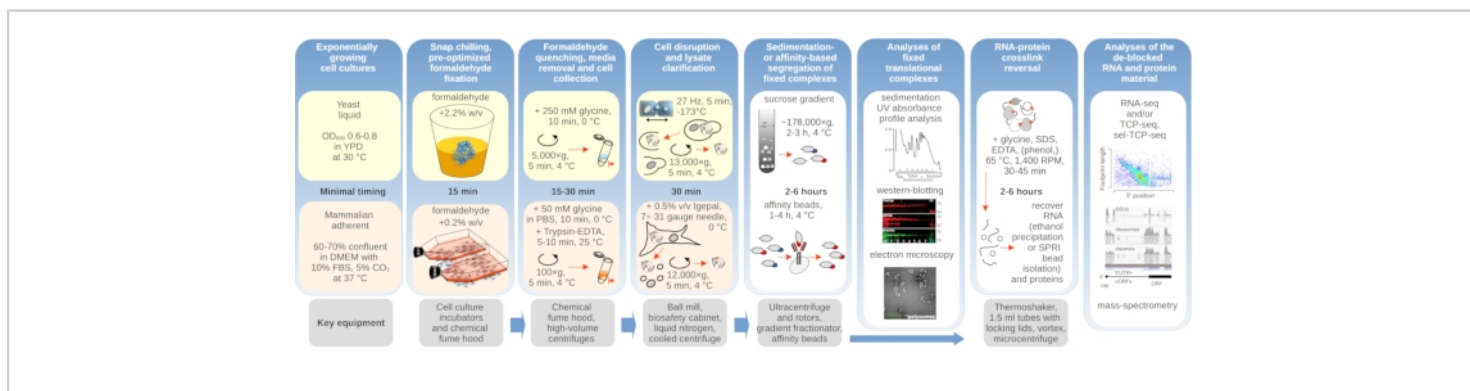 Exponentially
growing
cell cultures
Yeast
liquid
OD₆₀₀ 0.6-0.8
in YPD
at 30 °C
Minimal timing
Mammalian
adherent
60-70% confluent
in DMEM with
10% FBS, 5% CO₂
at 37 °C
Key equipment
Snap chilling,
pre-optimized
formaldehyde
fixation
formaldehyde
+2.2% w/v
15 min
formaldehyde
+0.2% w/v
Cell culture
incubators
and chemical
fume hood
Formaldehyde
quenching, media
removal and cell
collection
+ 250 mM glycine,
10 min, 0 °C
5,000×g,
5 min, 4 °C
15-30 min
+ 50 mM glycine
in PBS, 10 min, 0 °C
+ Trypsin-EDTA,
5-10 min, 25 °C
100×g,
5 min, 4 °C
Chemical
fume hood,
high-volume
centrifuges
Cell disruption
and lysate
clarification
27 Hz, 5 min,
-173°C
13,000×g,
5 min, 4 °C
30 min
+ 0.5% v/v Igepal,
7× 31 gauge needle,
0 °C
12,000×g,
5 min, 4 °C
Ball mill,
biosafety cabinet,
liquid nitrogen,
cooled centrifuge
Sedimentation-
or affinity-based
segregation of
fixed complexes
sucrose gradient
~178,000×g,
2-3 h, 4 °C
2-6 hours
affinity beads,
1-4 h, 4 °C
Ultracentrifuge
and rotors,
gradient fractionator,
affinity beads
Analyses of
fixed
translational
complexes
sedimentation
UV absorbance
profile analysis
western-blotting
electron microscopy
polysomes
RNA-protein
crosslink
reversal
+ glycine, SDS,
EDTA, (phenol,)
65 °C, 1,400 RPM,
30-45 min
2-6 hours
recover
RNA
(ethanol
precipitation
or SPRI
bead
isolation)
and proteins
Thermoshaker,
1.5 ml tubes with
locking lids, vortex,
microcentrifuge
Analyses of the
de-blocked
RNA and protein
material
RNA-seq
and/or
TCP-seq,
sel-TCP-seq
Footprint length
5' position
5'UTRs
uORFs
ORF
cap
mass-spectrometry